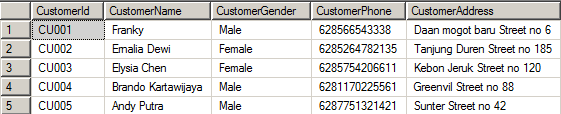 CustomerId CustomerName CustomerGender CustomerPhone CustomerAddress
1 CU001 Franky Male 628566543338 Daan mogot baru Street no 6
2 CU002 Emalia Dewi Female 6285264782135 Tanjung Duren Street no 185
3 CU003 Elysia Chen Female 6285754206611 Kebon Jeruk Street no 120
4 CU004 Brando Kartawijaya Male 6281170225561 Greenvil Street no 88
5 CU005 Andy Putra Male 6287751321421 Sunter Street no 42